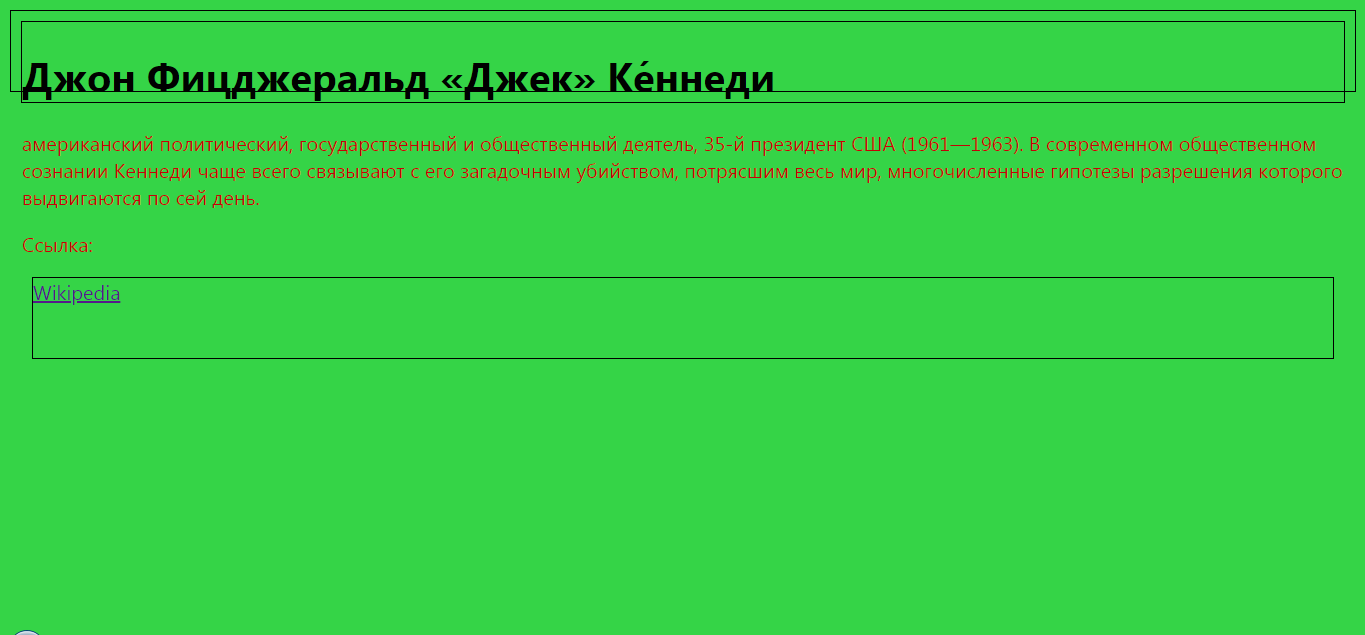 Джон Фицджеральд «Джек» Ке́ннеди
американский политический, государственный и общественный деятель, 35-й президент США (1961—1963). В современном общественном
сознании Кеннеди чаще всего связывают с его загадочным убийством, потрясшим весь мир, многочисленные гипотезы разрешения которого
выдвигаются по сей день.
Ссылка:
Wikipedia